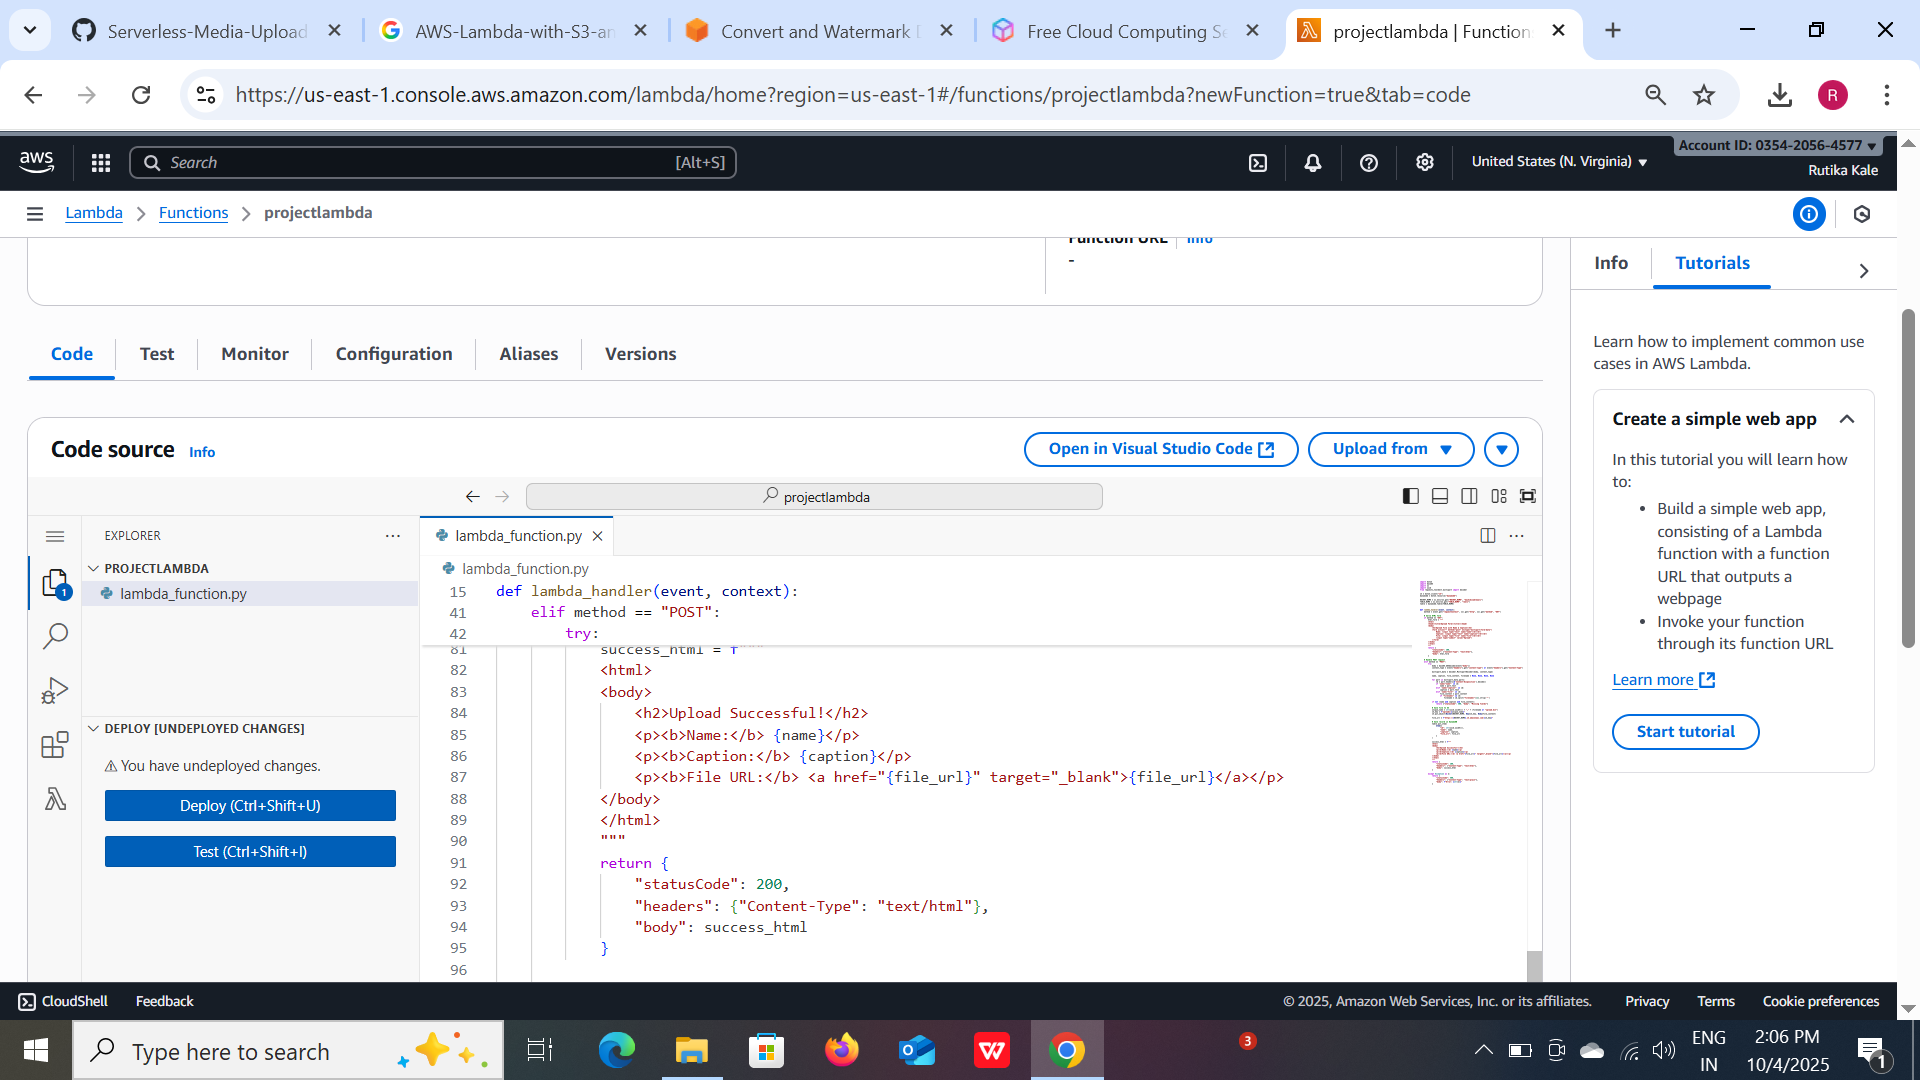 Serverless-Media-Upload
AWS-Lambda-with-S3-an
Convert and Watermark
Free Cloud Computing Se
projectlambda | Function
https://us-east-1.console.aws.amazon.com/lambda/home?region=us-east-1#/functions/projectlambda?newFunction=true&tab=code
R
aws
Search
[Alt+S]
United States (N. Virginia)
Account ID: 0354-2056-4577
Rutika Kale
Lambda
Functions
projectlambda
Function URL
Info
-
Info
Tutorials
Code
Test
Monitor
Configuration
Aliases
Versions
Learn how to implement common use
cases in AWS Lambda.
Create a simple web app
In this tutorial you will learn how
to:
• Build a simple web app,
consisting of a Lambda
function with a function
URL that outputs a
webpage
• Invoke your function
through its function URL
Learn more
Start tutorial
Code source
Info
Open in Visual Studio Code
Upload from
projectlambda
EXPLORER
PROJECTLAMBDA
lambda_function.py
1
DEPLOY [UNDEPLOYED CHANGES]
You have undeployed changes.
Deploy (Ctrl+Shift+U)
Test (Ctrl+Shift+I)
lambda_function.py
lambda_function.py
15 def lambda_handler(event, context):
41 elif method == "POST":
42 try:
81 success_html = f"""
82 <html>
83 <body>
84 <h2>Upload Successful!</h2>
85 <p><b>Name:</b> {name}</p>
86 <p><b>Caption:</b> {caption}</p>
87 <p><b>File URL:</b> <a href="{file_url}" target="_blank">{file_url}</a></p>
88 </body>
89 </html>
90 """
91 return {
92 "statusCode": 200,
93 "headers": {"Content-Type": "text/html"},
94 "body": success_html
95 }
96
CloudShell
Feedback
© 2025, Amazon Web Services, Inc. or its affiliates.
Privacy
Terms
Cookie preferences
Type here to search
3
ENG
IN
2:06 PM
10/4/2025
1